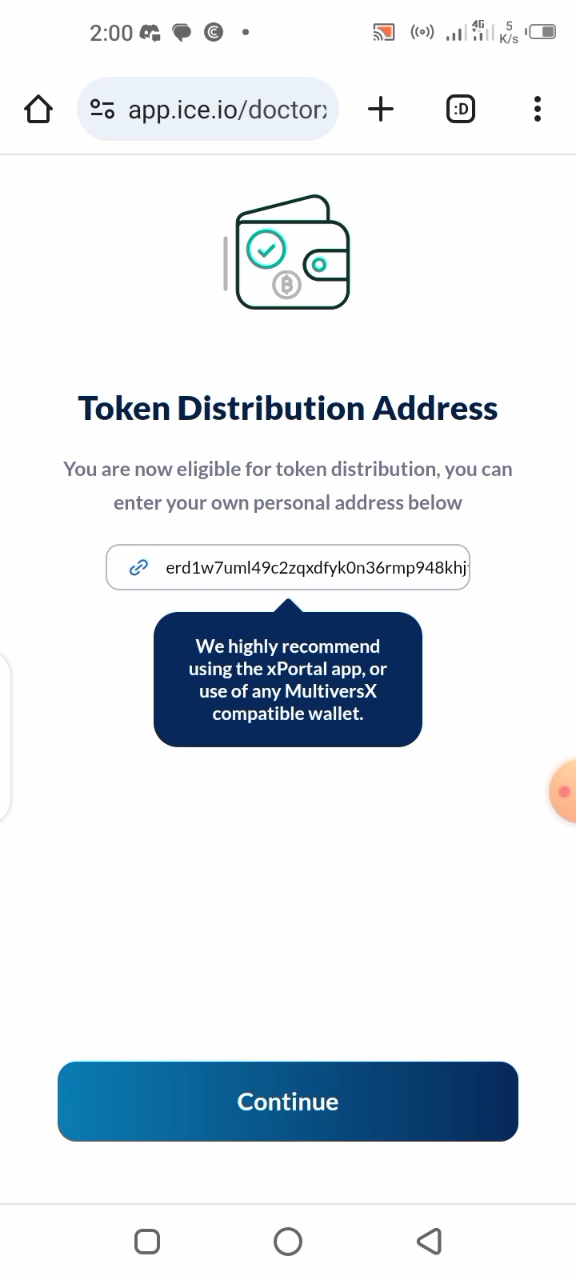 2:00
4G
5
K/s
app.ice.io/doctor
:D
Token Distribution Address
You are now eligible for token distribution, you can
enter your own personal address below
erd1w7uml49c2zqxdfyk0n36rmp948khj
We highly recommend
using the xPortal app, or
use of any MultiversX
compatible wallet.
Continue